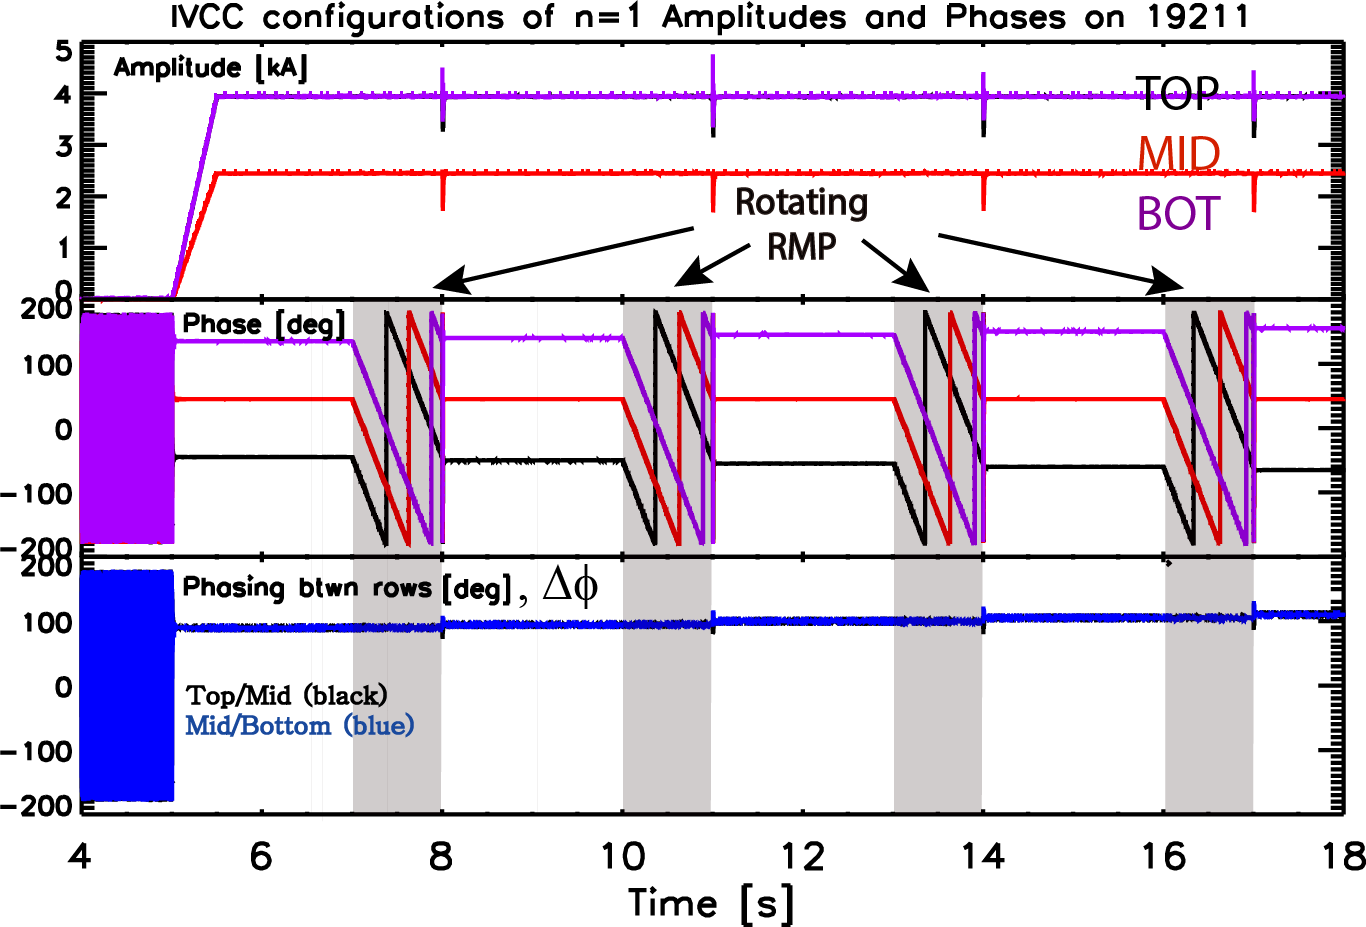 IVCC configurations of n=1 Amplitudes and Phases on 19211
5
Amplitude [kA]
4
TOP
3
MID
2
Rotating
BOT
RMP
1
0
200
Phase [deg]
100
0
-100
-200
200
Phasing btwn rows [deg], Δϕ
100
0
Top/Mid (black)
Mid/Bottom (blue)
-100
-200
4 6 8 10 12 14 16 18
Time [s]